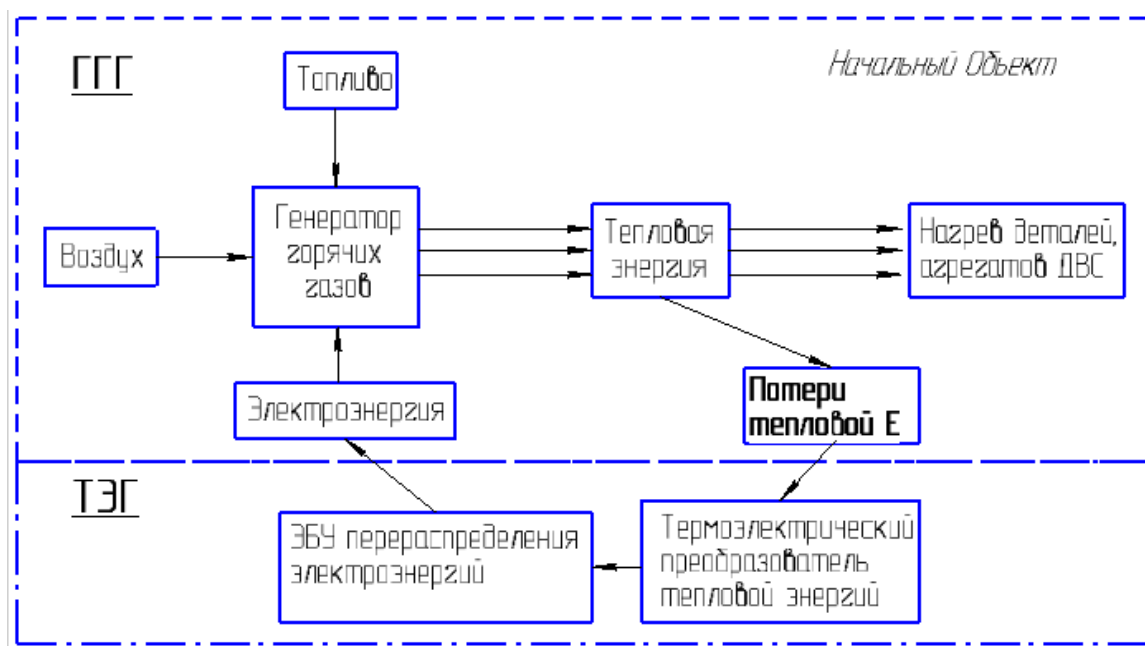 ГГГ
Топливо
Начальный Объект
Генератор
горячих
газов
Тепловая
энергия
Нагрев деталей,
агрегатов ДВС
Воздух
Электроэнергия
Потери
тепловой Е
ТЭГ
ЭБУ перераспределения
электроэнергий
Термоэлектрический
преобразователь
тепловой энергий